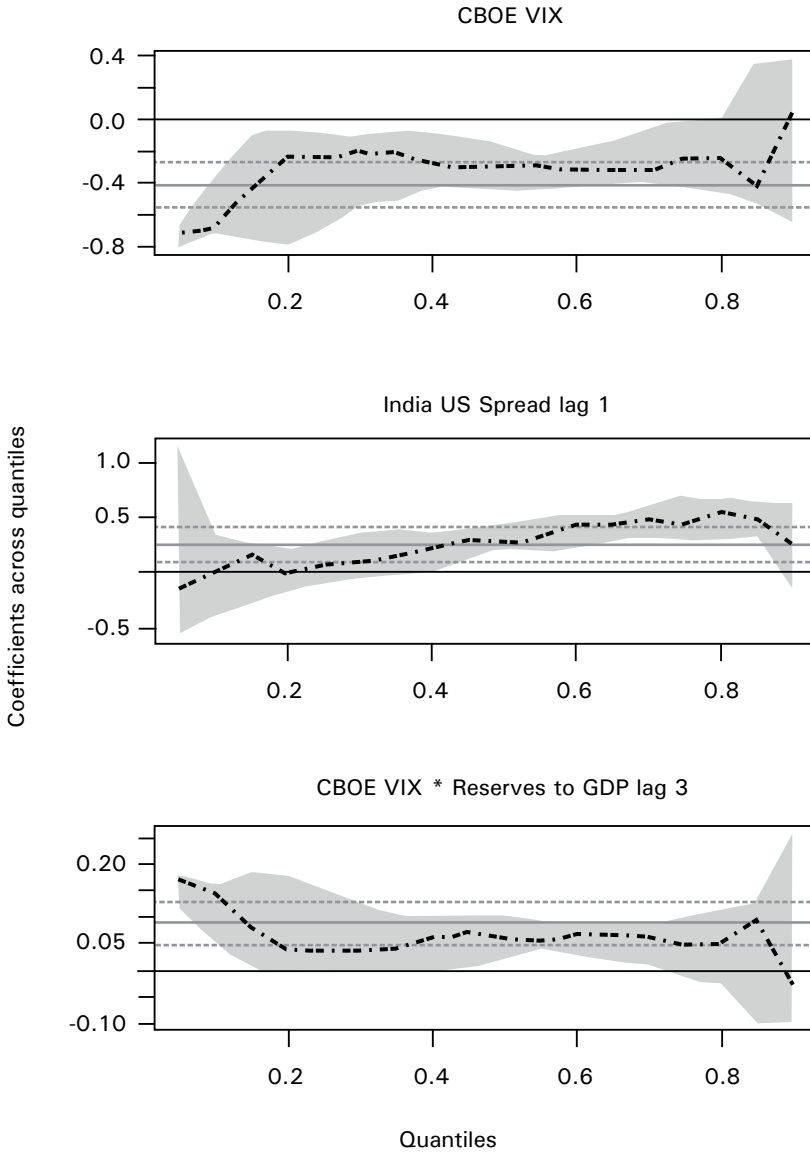 CBOE VIX
0.4
0.0
-0.4
-0.8
0.2 0.4 0.6 0.8
India US Spread lag 1
1.0
0.5
-0.5
0.2 0.4 0.6 0.8
CBOE VIX * Reserves to GDP lag 3
0.20
0.05
-0.10
0.2 0.4 0.6 0.8
Coefficients across quantiles
Quantiles